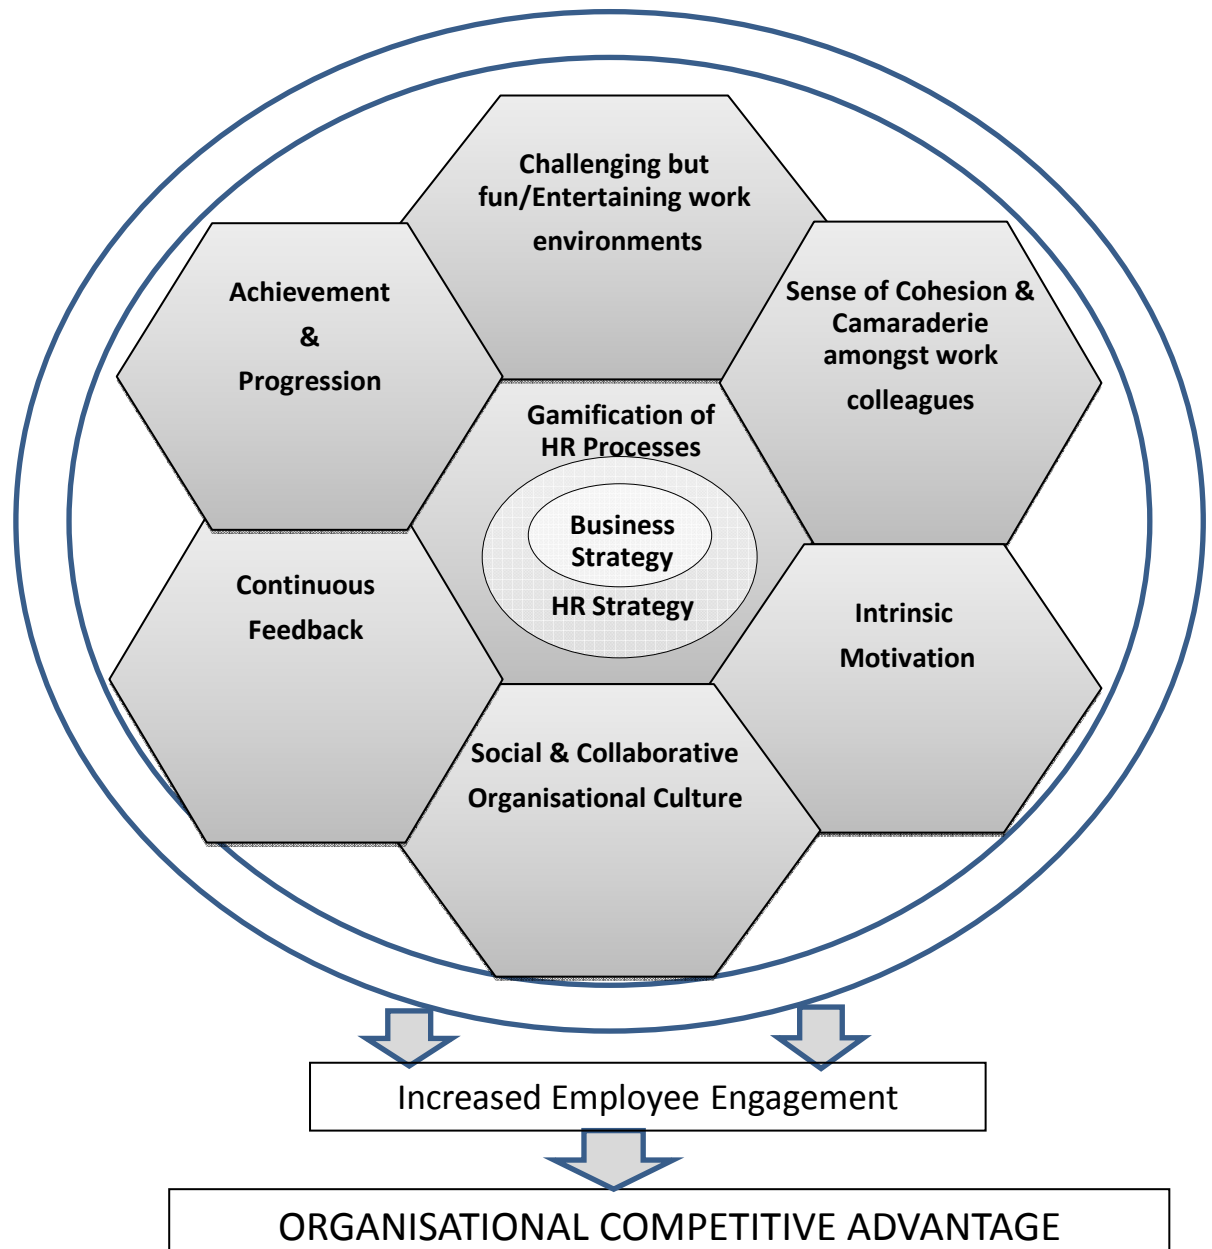 Challenging but
fun/Entertaining work
environments
Achievement
&
Progression
Sense of Cohesion &
Camaraderie
amongst work
colleagues
Gamification of
HR Processes
Business
Strategy
HR Strategy
Continuous
Feedback
Intrinsic
Motivation
Social & Collaborative
Organisational Culture
Increased Employee Engagement
ORGANISATIONAL COMPETITIVE ADVANTAGE